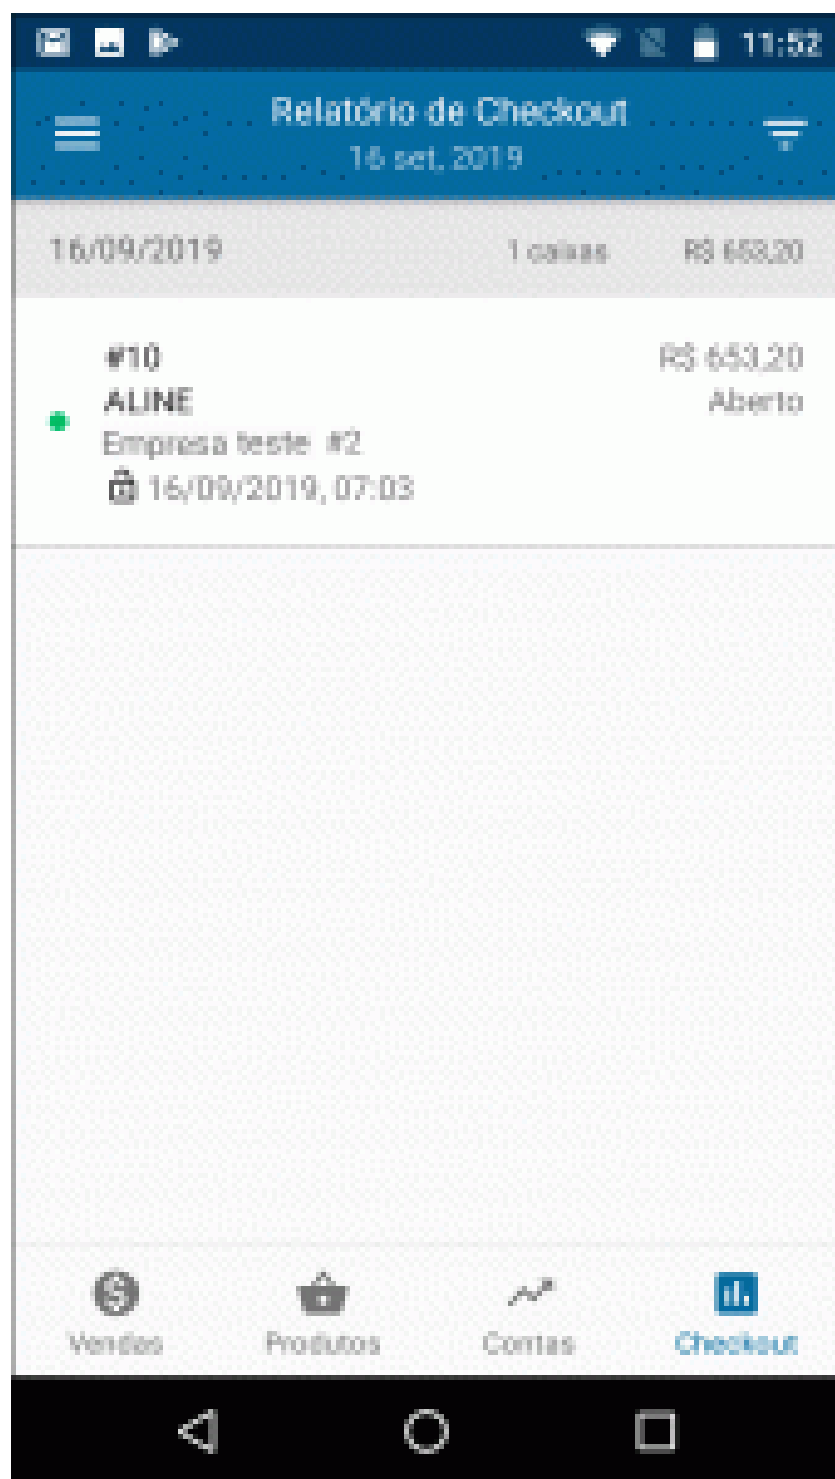 11:52
Relatório de Checkout
16 set, 2019
16/09/2019 1 caixas R$ 653,20
#10 R$ 653,20
ALINE Aberto
Empresa teste #2
16/09/2019, 07:03
Vendas Produtos Contas Checkout